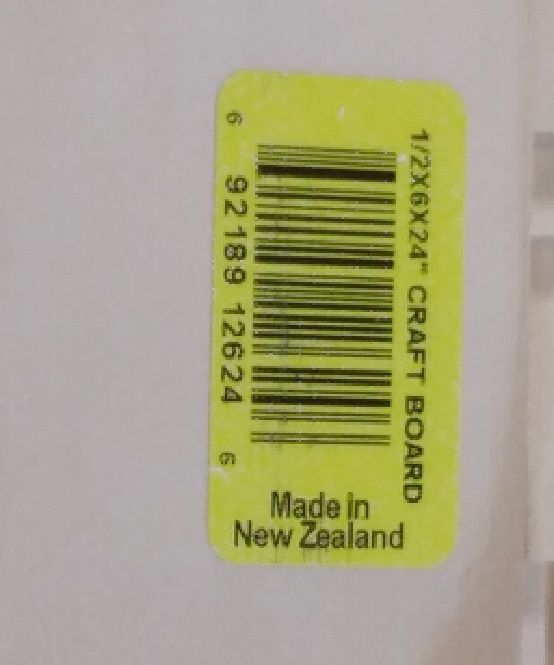 1/2X6X24" CRAFT BOARD
6 92189 12624 6
Made in
New Zealand